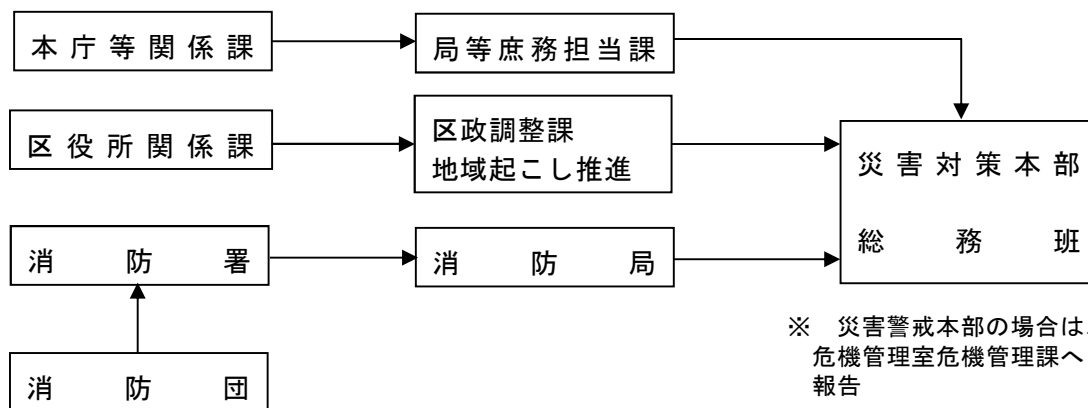 本庁等関係課
局等庶務担当課
区役所関係課
区政調整課
地域起こし推進
災害対策本部
総務班
消防署
消防局
※ 災害警戒本部の場合は
危機管理室危機管理課へ
報告
消防団